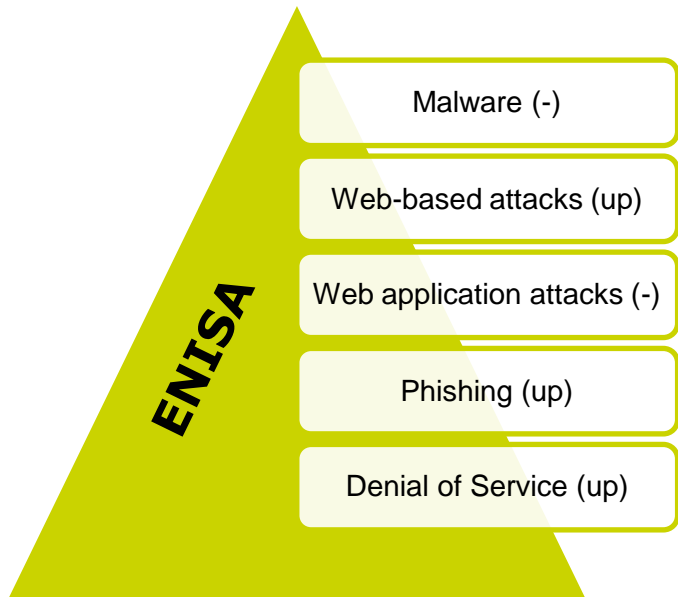 Malware (-)
Web-based attacks (up)
Web application attacks (-)
Phishing (up)
Denial of Service (up)
ENISA